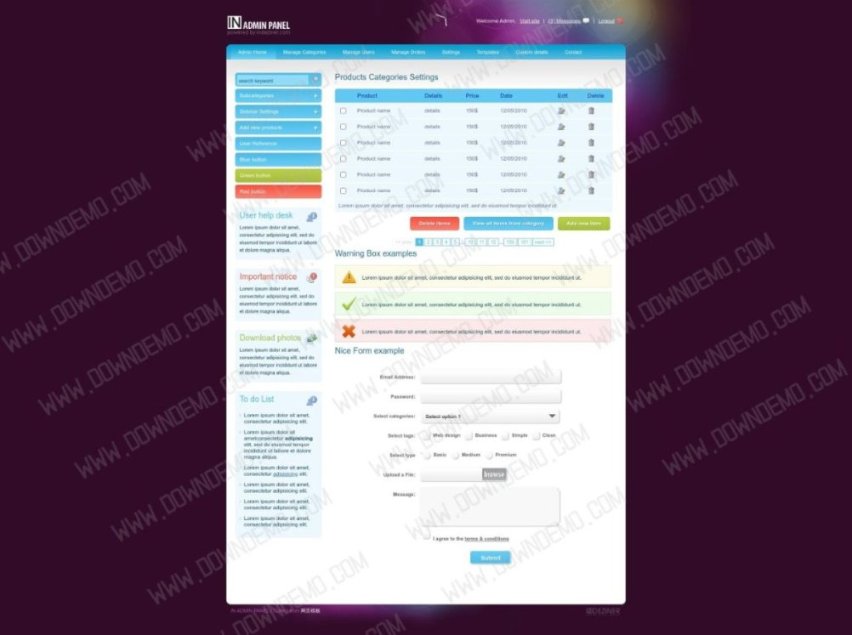 IN ADMIN PANEL
Welcome Admin, Visit site | (3) Messages | Logout
Admin Home Manage Categories Manage Users Manage Orders Settings Templates Custom details Contact
search keyword
Subcategories
Sidebar Settings
Add new products
User Reference
Blue button
Green button
Red button
User help desk
Lorem ipsum dolor sit amet,
consectetur adipisicing elit,
sed do eiusmod tempor
incididunt ut labore et dolore
magna aliqua.
Important notice
Lorem ipsum dolor sit amet,
consectetur adipisicing elit, sed do
eiusmod tempor incididunt ut labore
et dolore magna aliqua.
Download photos
Lorem ipsum dolor sit amet,
consectetur adipisicing elit, sed do
eiusmod tempor incididunt ut labore
et dolore magna aliqua.
To do List
Lorem ipsum dolor sit amet,
consectetur adipisicing elit.
Lorem ipsum dolor sit
ametconsectetur adipisicing
elit, sed do eiusmod tempor
incididunt ut labore et dolore
magna aliqua.
Lorem ipsum dolor sit amet,
consectetur adipisicing elit.
Lorem ipsum dolor sit amet,
consectetur adipisicing elit.
Lorem ipsum dolor sit amet,
consectetur adipisicing elit.
Lorem ipsum dolor sit amet,
consectetur adipisicing elit.
Products Categories Settings
Product Details Price Date Edit Delete
Product name details 150$ 12/05/2010
Product name details 150$ 12/05/2010
Product name details 150$ 12/05/2010
Product name details 150$ 12/05/2010
Product name details 150$ 12/05/2010
Product name details 150$ 12/05/2010
Lorem ipsum dolor sit amet, consectetur adipisicing elit, sed do eiusmod tempor incididunt ut.
Delete items View all items from category Add new item
1 2 3 4 5 10 11 12 100 101 next >>
Warning Box examples
Lorem ipsum dolor sit amet, consectetur adipisicing elit, sed do eiusmod tempor incididunt ut.
Lorem ipsum dolor sit amet, consectetur adipisicing elit, sed do eiusmod tempor incididunt ut.
Lorem ipsum dolor sit amet, consectetur adipisicing elit, sed do eiusmod tempor incididunt ut.
Nice Form example
Email Address:
Password:
Select categories: Select option 1
Select tags: Web design Business Simple Clean
Select type Basic Medium Premium
Upload a File: Browse
Message:
I agree to the terms & conditions
Submit
IN ADMIN PANEL
INDEZINER
WWW.DOWNDEMO.COM